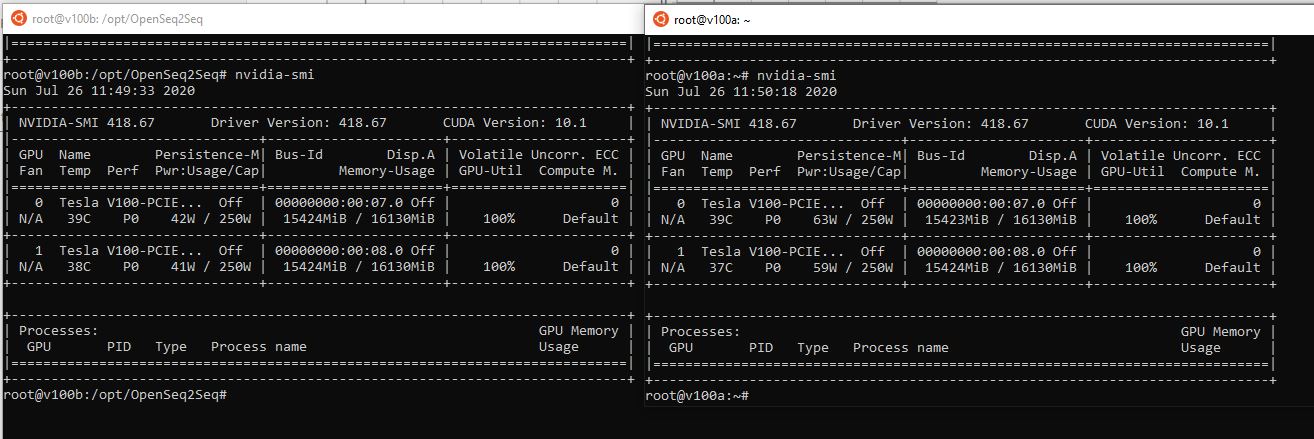 root@v100b: /opt/OpenSeq2Seq
|=============================================================================|
+-----------------------------------------------------------------------------+
root@v100b:/opt/OpenSeq2Seq# nvidia-smi
Sun Jul 26 11:49:33 2020
+-----------------------------------------------------------------------------+
| NVIDIA-SMI 418.67       Driver Version: 418.67       CUDA Version: 10.1     |
|-------------------------------+----------------------+----------------------+
| GPU  Name        Persistence-M| Bus-Id        Disp.A | Volatile Uncorr. ECC |
| Fan  Temp  Perf  Pwr:Usage/Cap|         Memory-Usage | GPU-Util  Compute M. |
|===============================+======================+======================|
|   0  Tesla V100-PCIE...  Off  | 00000000:00:07.0 Off |                    0 |
| N/A   39C    P0    42W / 250W |  15424MiB / 16130MiB |    100%      Default |
+-------------------------------+----------------------+----------------------+
|   1  Tesla V100-PCIE...  Off  | 00000000:00:08.0 Off |                    0 |
| N/A   38C    P0    41W / 250W |  15424MiB / 16130MiB |    100%      Default |
+-------------------------------+----------------------+----------------------+
+-----------------------------------------------------------------------------+
| Processes:                                                       GPU Memory |
|  GPU       PID   Type   Process name                             Usage      |
|=============================================================================|
+-----------------------------------------------------------------------------+
root@v100b:/opt/OpenSeq2Seq#
root@v100a: ~
|=============================================================================|
+-----------------------------------------------------------------------------+
root@v100a:~# nvidia-smi
Sun Jul 26 11:50:18 2020
+-----------------------------------------------------------------------------+
| NVIDIA-SMI 418.67       Driver Version: 418.67       CUDA Version: 10.1     |
|-------------------------------+----------------------+----------------------+
| GPU  Name        Persistence-M| Bus-Id        Disp.A | Volatile Uncorr. ECC |
| Fan  Temp  Perf  Pwr:Usage/Cap|         Memory-Usage | GPU-Util  Compute M. |
|===============================+======================+======================|
|   0  Tesla V100-PCIE...  Off  | 00000000:00:07.0 Off |                    0 |
| N/A   39C    P0    63W / 250W |  15423MiB / 16130MiB |    100%      Default |
+-------------------------------+----------------------+----------------------+
|   1  Tesla V100-PCIE...  Off  | 00000000:00:08.0 Off |                    0 |
| N/A   37C    P0    59W / 250W |  15424MiB / 16130MiB |    100%      Default |
+-------------------------------+----------------------+----------------------+
+-----------------------------------------------------------------------------+
| Processes:                                                       GPU Memory |
|  GPU       PID   Type   Process name                             Usage      |
|=============================================================================|
+-----------------------------------------------------------------------------+
root@v100a:~#